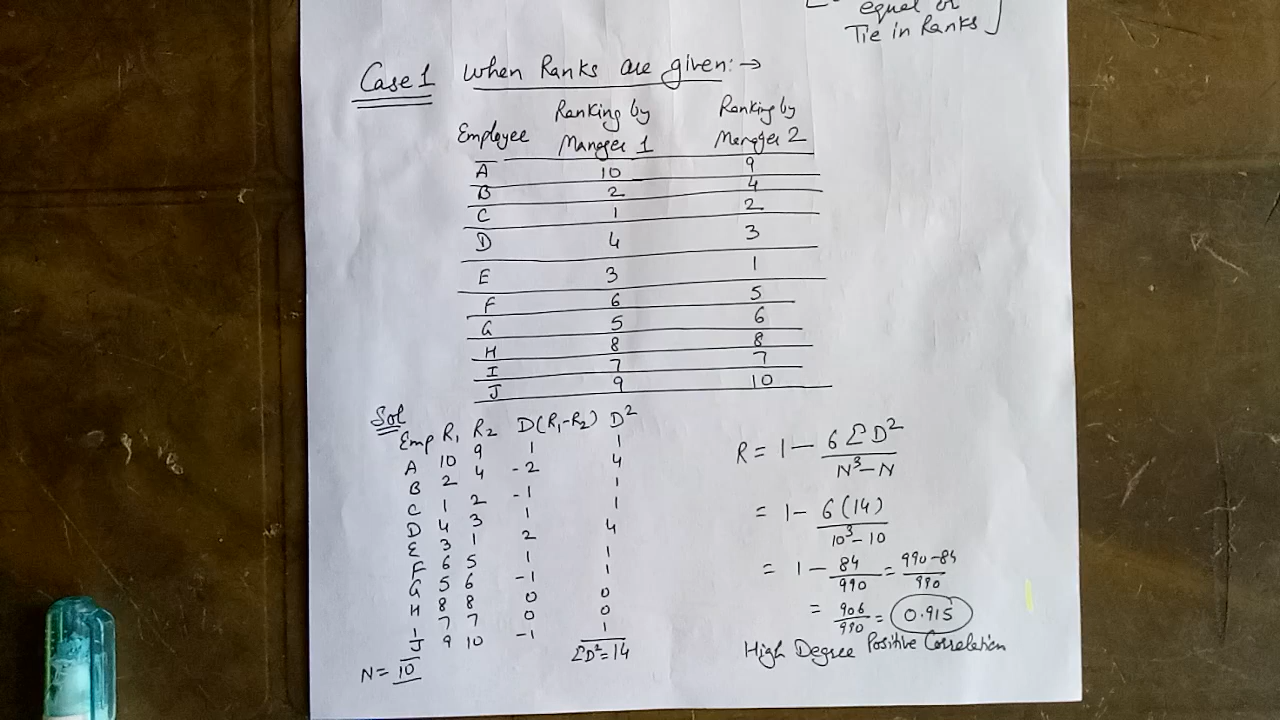 equal or
Tie in Ranks]
Case 1 When Ranks are given:→
Employee Ranking by Manager 1 Ranking by Manager 2
A 10 9
B 2 4
C 1 2
D 4 3
E 3 1
F 6 5
G 5 6
H 8 8
I 7 7
J 9 10
Sol
Emp R₁ R₂ D(R₁-R₂) D²
A 10 9 1 1
B 2 4 -2 4
C 1 2 -1 1
D 4 3 1 1
E 3 1 2 4
F 6 5 1 1
G 5 6 -1 1
H 8 8 0 0
I 7 7 0 0
J 9 10 -1 1
N = 10 ΣD² = 14
R = 1 - 6ΣD² / N³-N
= 1 - 6(14) / 10³-10
= 1 - 84/990 = 990-84/990
= 906/990 = 0.915
High Degree Positive Correlation